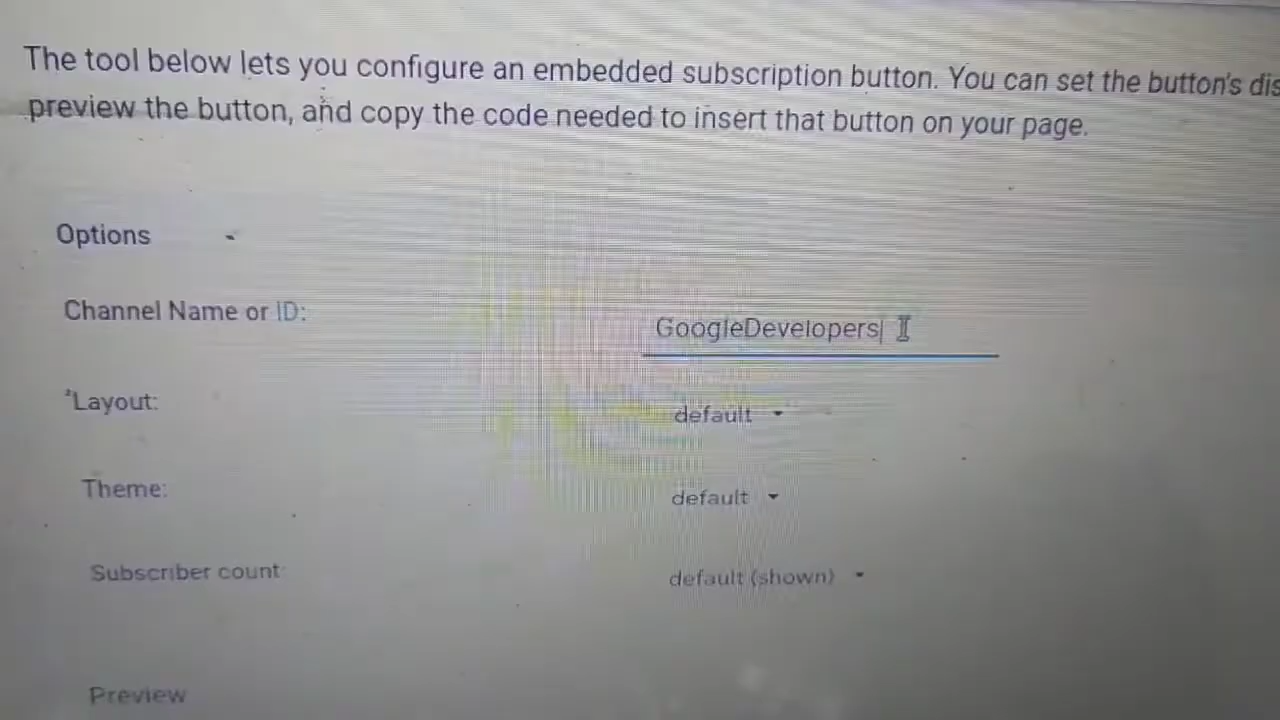 The tool below lets you configure an embedded subscription button. You can set the button's dis
preview the button, and copy the code needed to insert that button on your page.
Options
Channel Name or ID:
GoogleDevelopers
Layout:
default
Theme:
default
Subscriber count
default (shown)
Preview